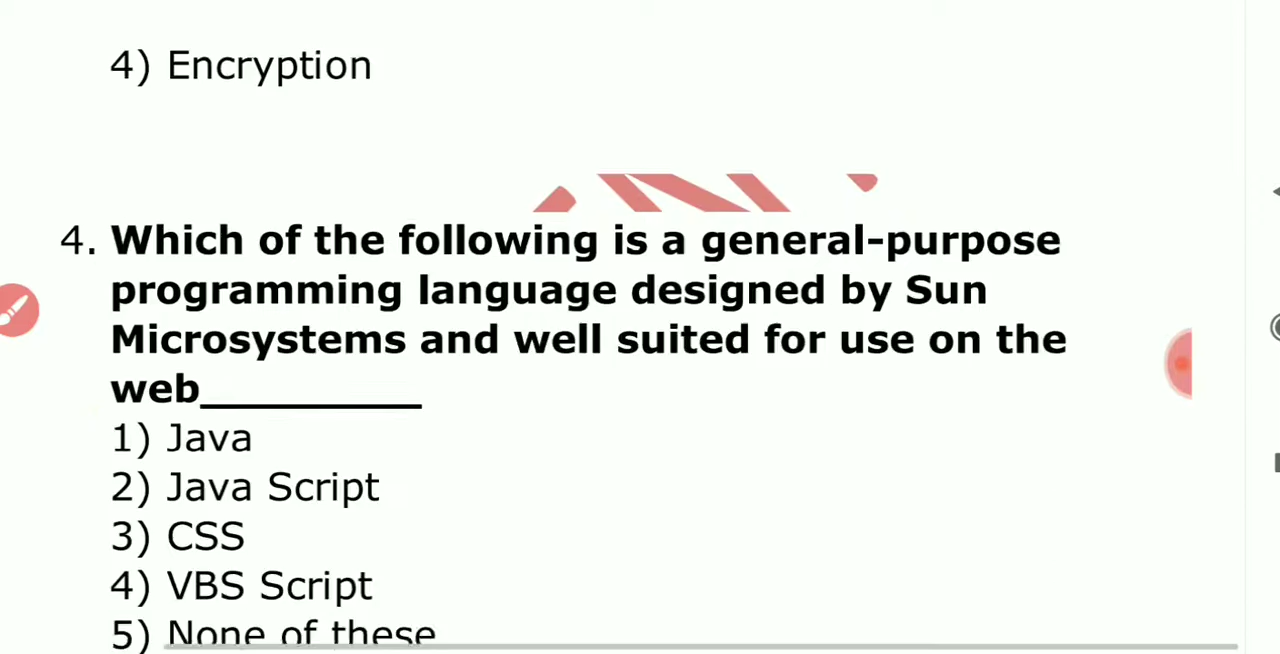 4) Encryption
4. Which of the following is a general-purpose
programming language designed by Sun
Microsystems and well suited for use on the
web___________
1) Java
2) Java Script
3) CSS
4) VBS Script
5) None of these